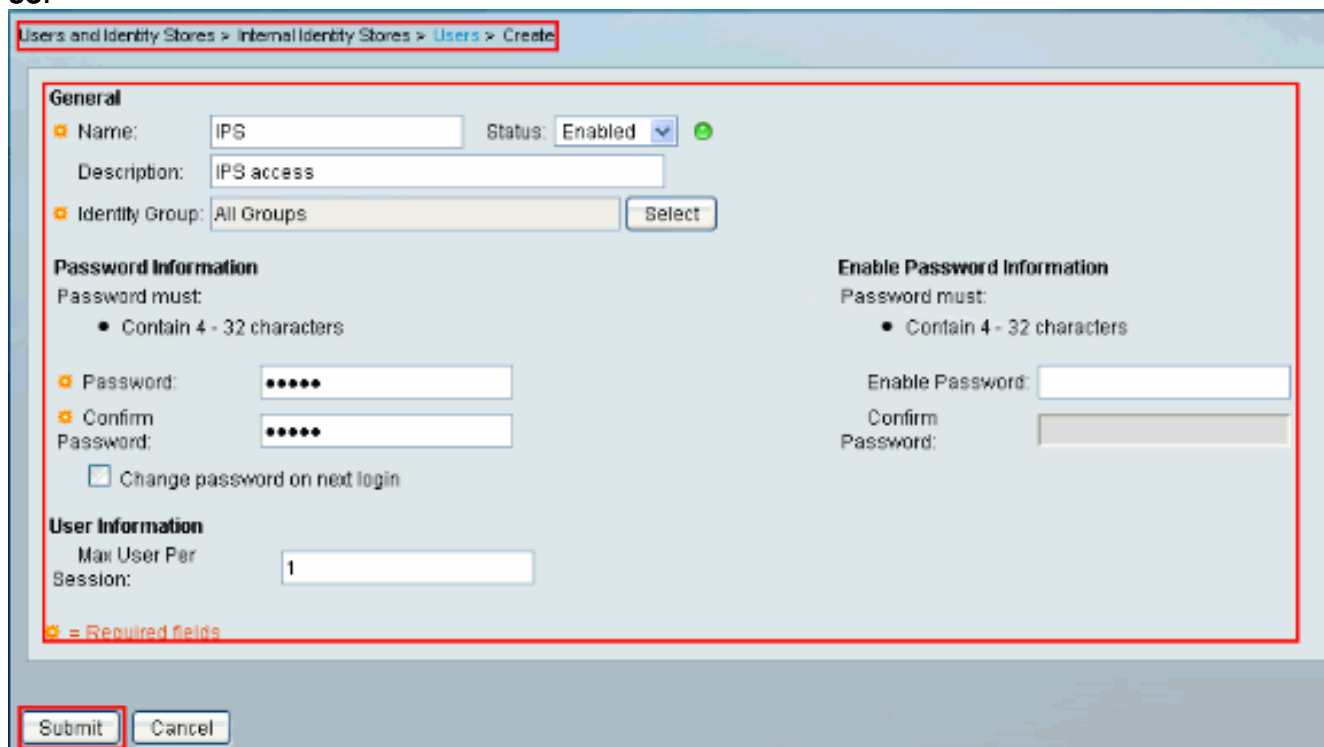 so.
Users and Identity Stores > Internal Identity Stores > Users > Create
General
Name: IPS Status: Enabled
Description: IPS access
Identity Group: All Groups Select
Password Information
Password must:
• Contain 4 - 32 characters
Password: •••••
Confirm
Password: •••••
Change password on next login
Enable Password Information
Password must:
• Contain 4 - 32 characters
Enable Password:
Confirm
Password:
User Information
Max User Per
Session: 1
= Required fields
Submit Cancel